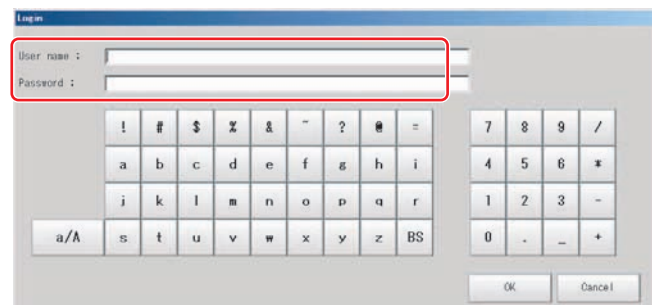 Login
User name :
Password :
! # $ % & ~ ? @ = 7 8 9 /
a b c d e f g h i 4 5 6 *
j k l m n o p q r 1 2 3 -
a/A s t u v w x y z BS 0 . _ +
OK Cancel